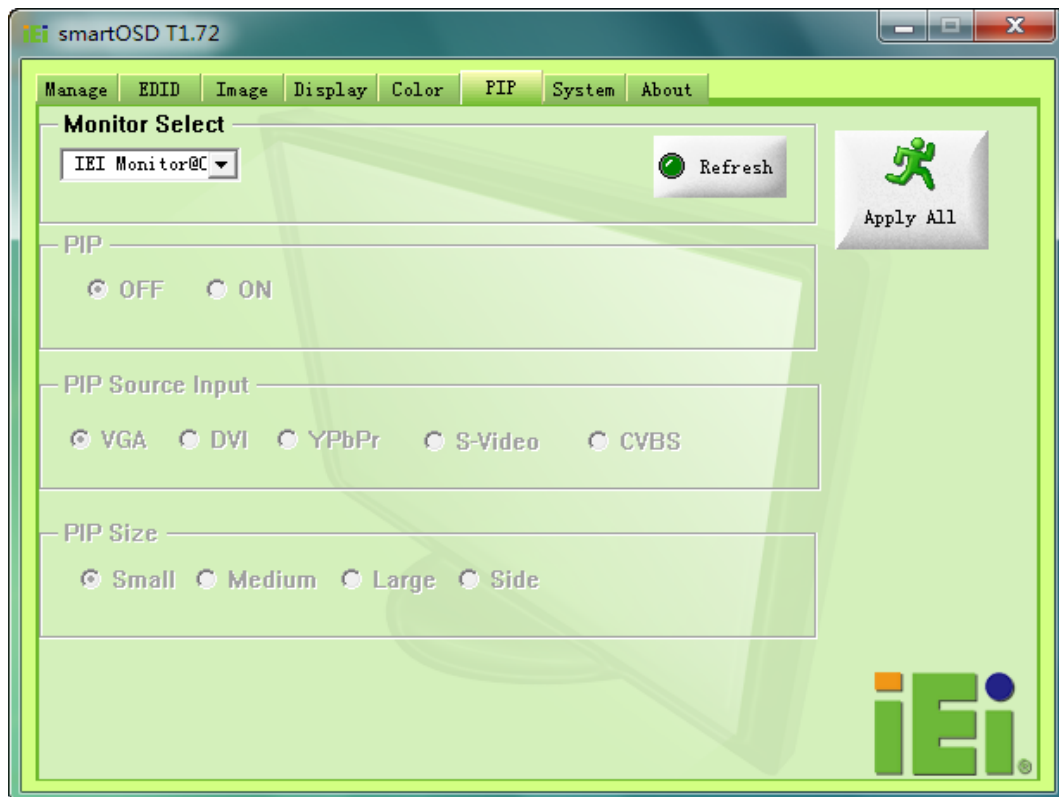 iEi smartOSD T1.72
Manage EDID Image Display Color PIP System About
Monitor Select
IEI Monitor@C
Refresh
Apply All
PIP
OFF ON
PIP Source Input
VGA DVI YPbPr S-Video CVBS
PIP Size
Small Medium Large Side
iEi®